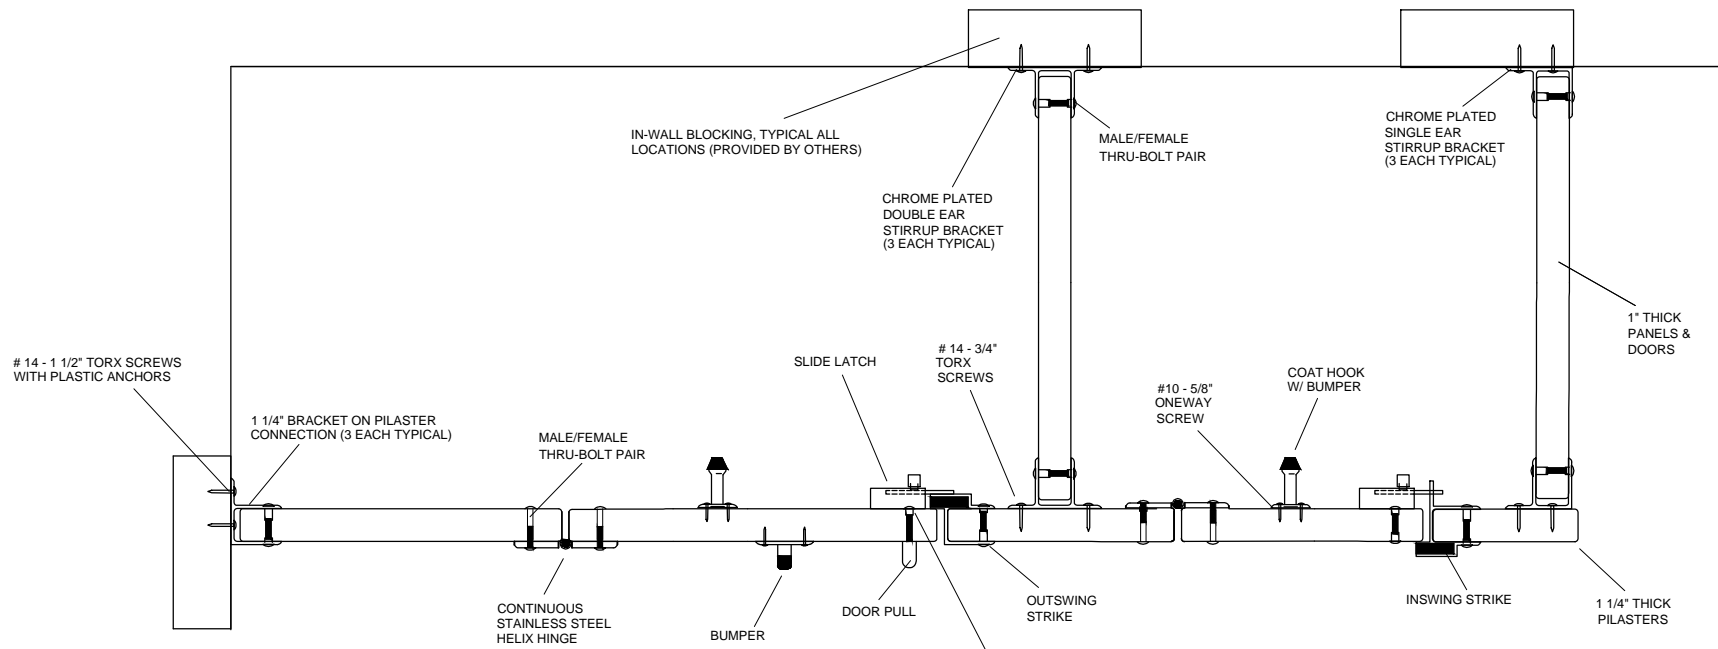 IN-WALL BLOCKING, TYPICAL ALL
LOCATIONS (PROVIDED BY OTHERS)
MALE/FEMALE
THRU-BOLT PAIR
CHROME PLATED
SINGLE EAR
STIRRUP BRACKET
(3 EACH TYPICAL)
CHROME PLATED
DOUBLE EAR
STIRRUP BRACKET
(3 EACH TYPICAL)
1" THICK
PANELS &
DOORS
# 14 - 1 1/2" TORX SCREWS
WITH PLASTIC ANCHORS
SLIDE LATCH
# 14 - 3/4"
TORX
SCREWS
#10 - 5/8"
ONEWAY
SCREW
COAT HOOK
W/ BUMPER
1 1/4" BRACKET ON PILASTER
CONNECTION (3 EACH TYPICAL)
MALE/FEMALE
THRU-BOLT PAIR
CONTINUOUS
STAINLESS STEEL
HELIX HINGE
BUMPER
DOOR PULL
OUTSWING
STRIKE
INSWING STRIKE
1 1/4" THICK
PILASTERS